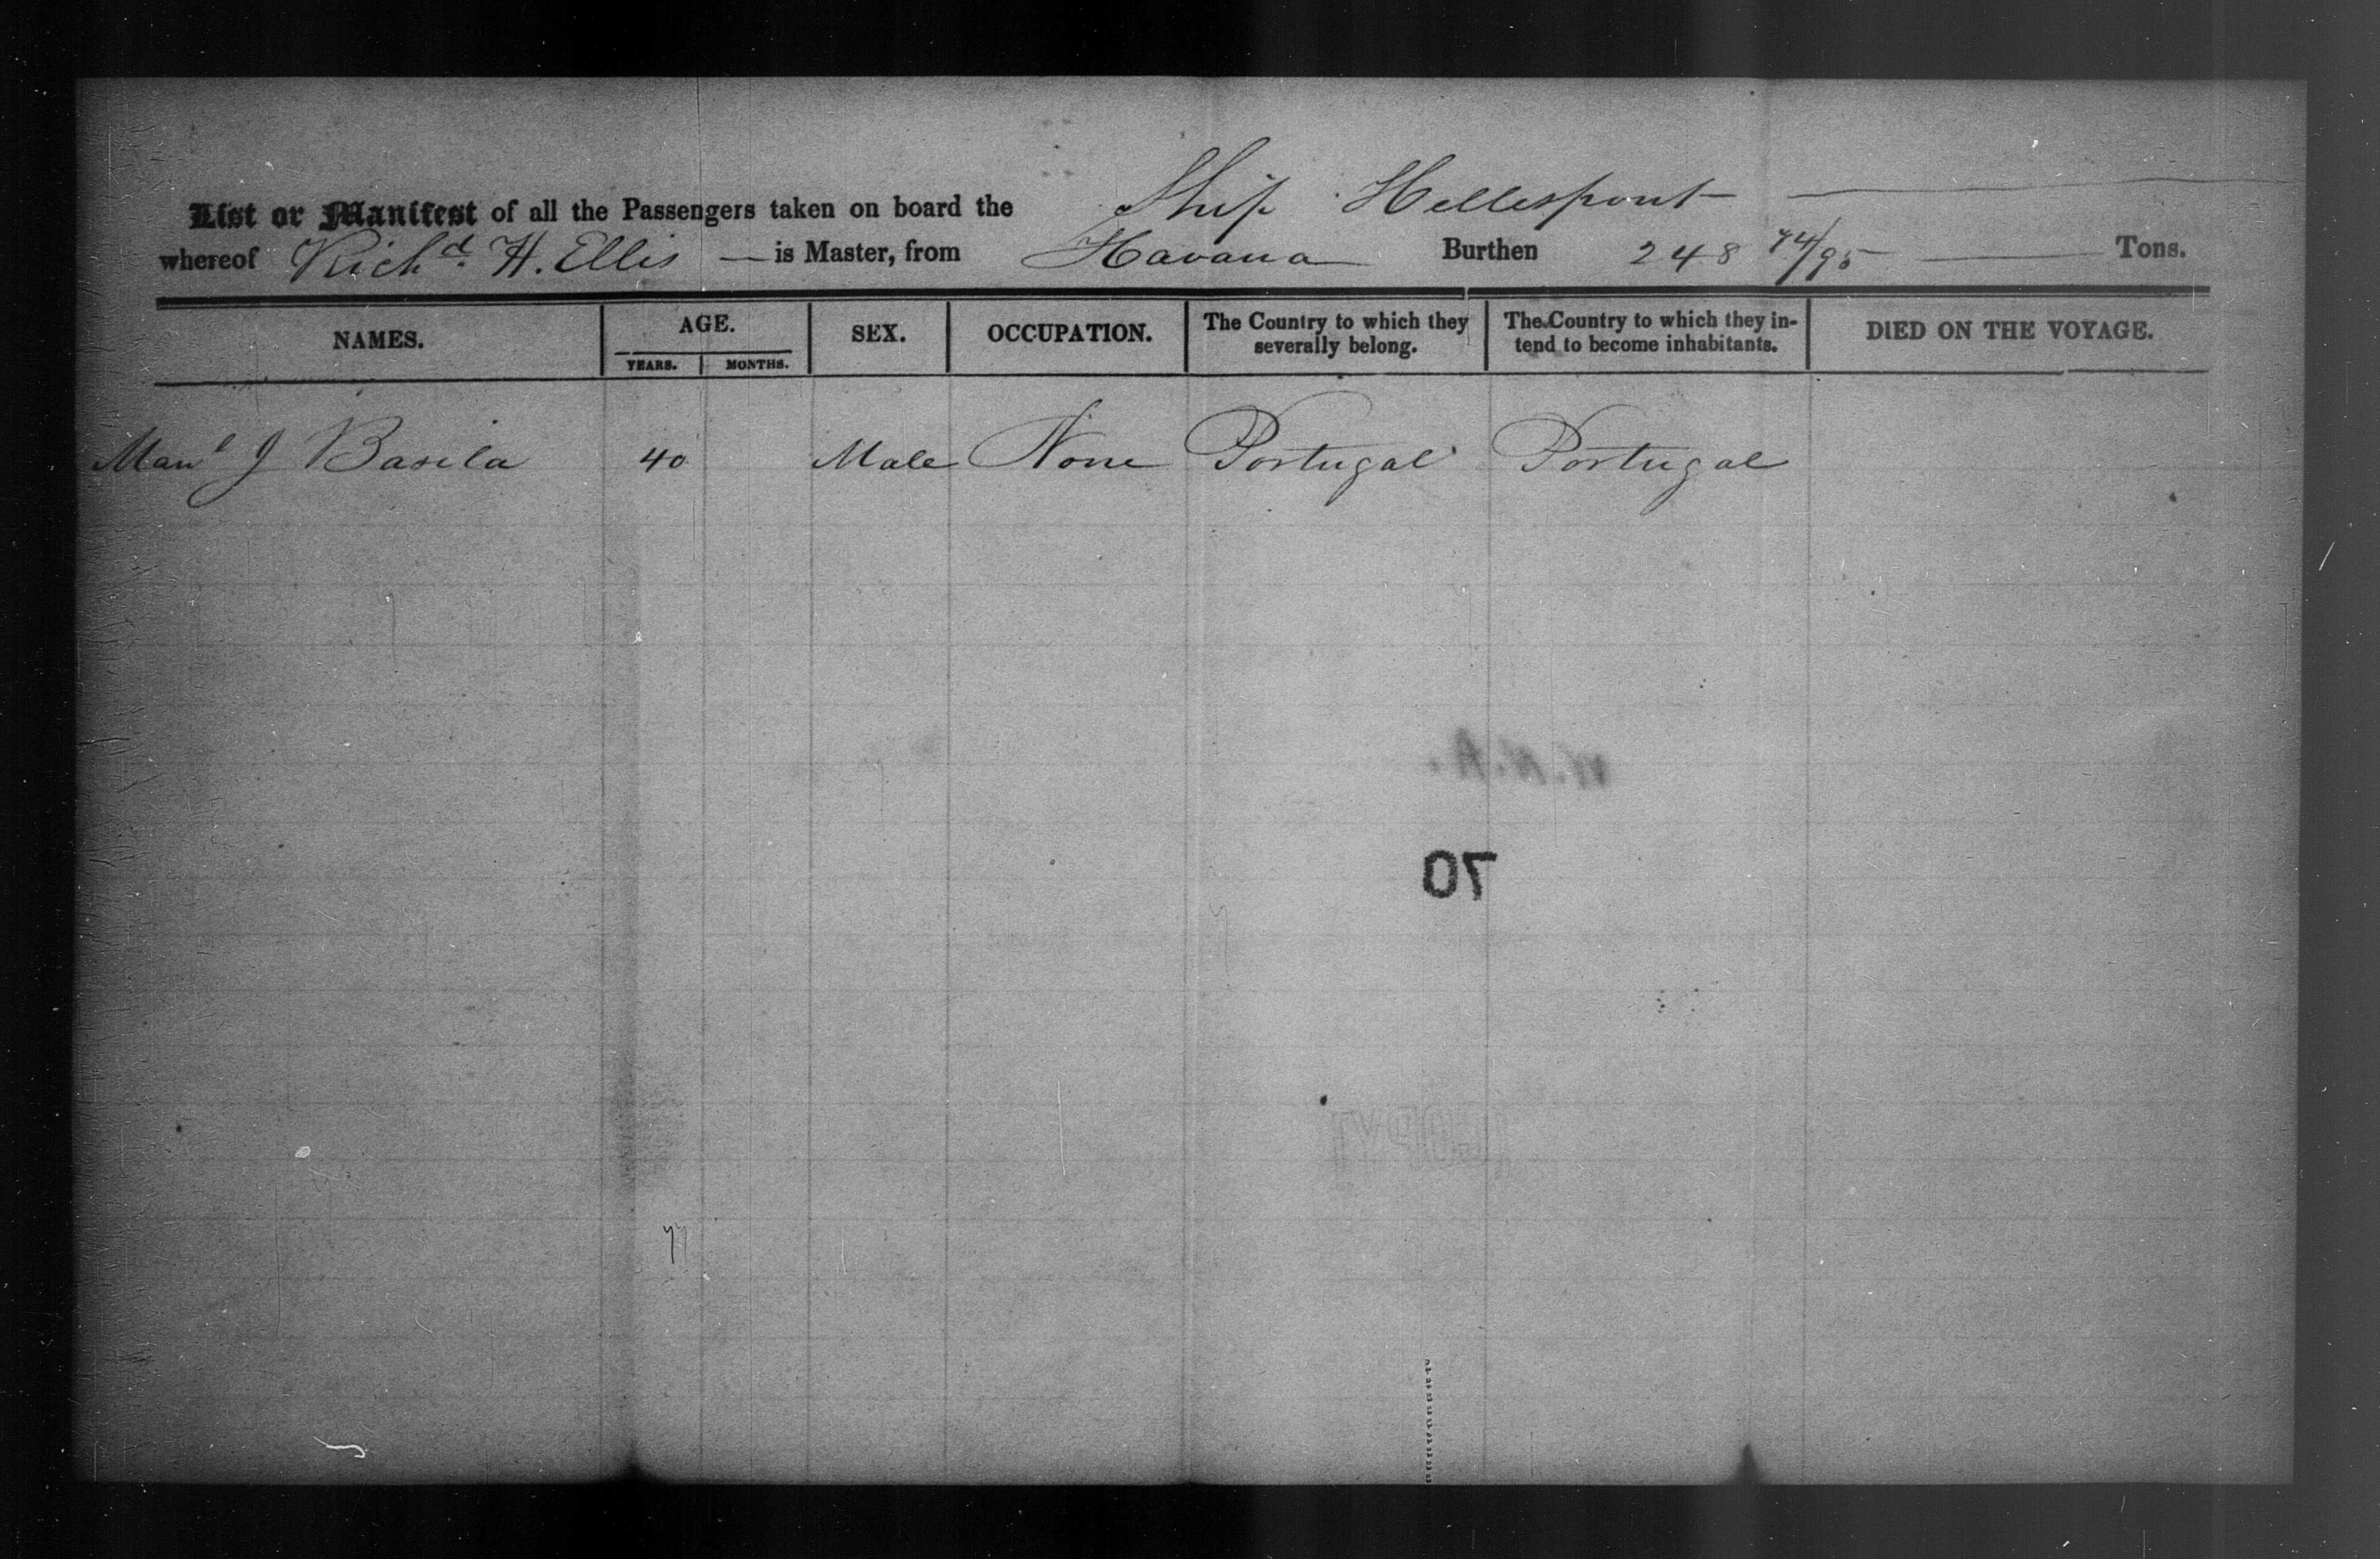 List or Manifest of all the Passengers taken on board the Ship Hellespont
whereof Richd. H. Ellis — is Master, from Havana Burthen 248 74/95 — Tons.
NAMES. AGE. SEX. OCCUPATION. The Country to which they severally belong. The Country to which they intend to become inhabitants. DIED ON THE VOYAGE.
YEARS. MONTHS.
Manl J Basila 40 Male None Portugal Portugal
70
COPY